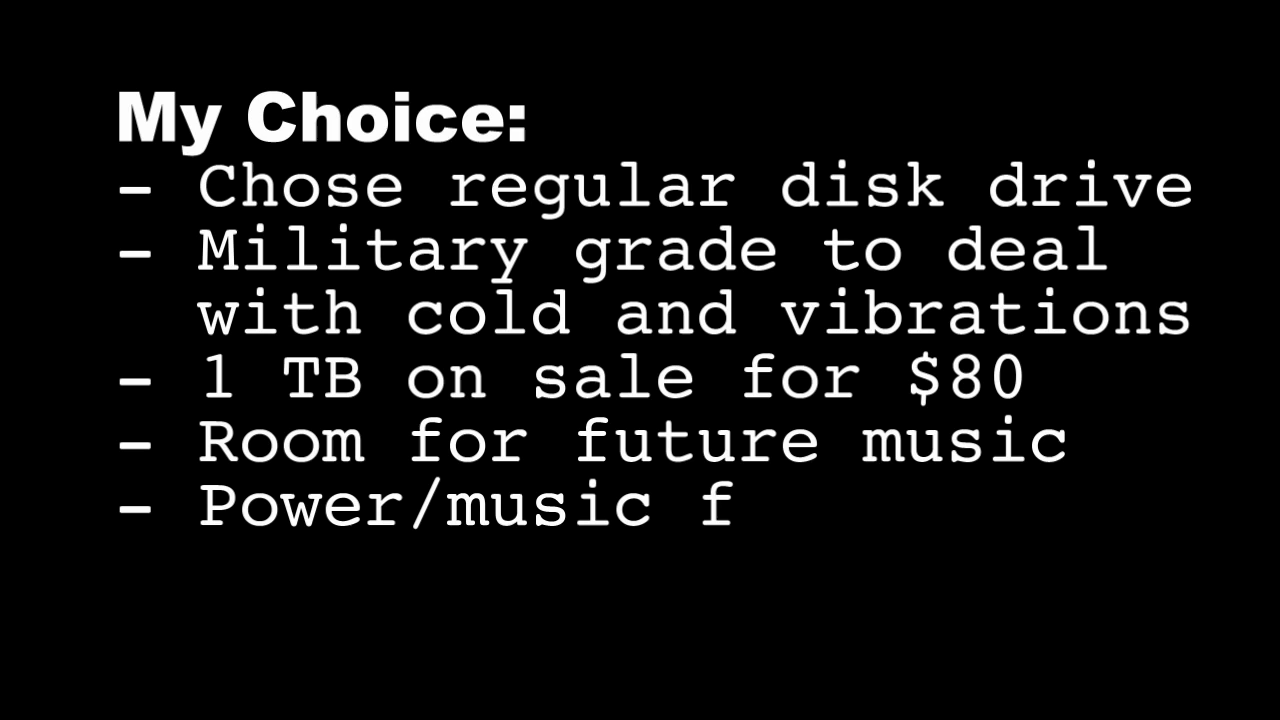 My Choice:
- Chose regular disk drive
- Military grade to deal
with cold and vibrations
- 1 TB on sale for $80
- Room for future music
- Power/music f